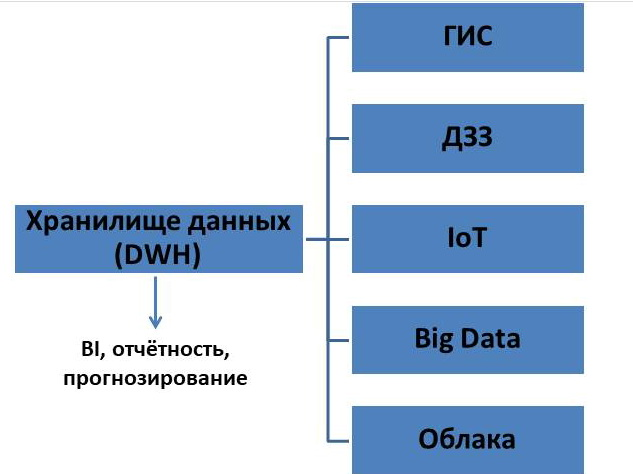 ГИС
ДЗЗ
Хранилище данных
(DWH)
IoT
BI, отчётность,
прогнозирование
Big Data
Облака